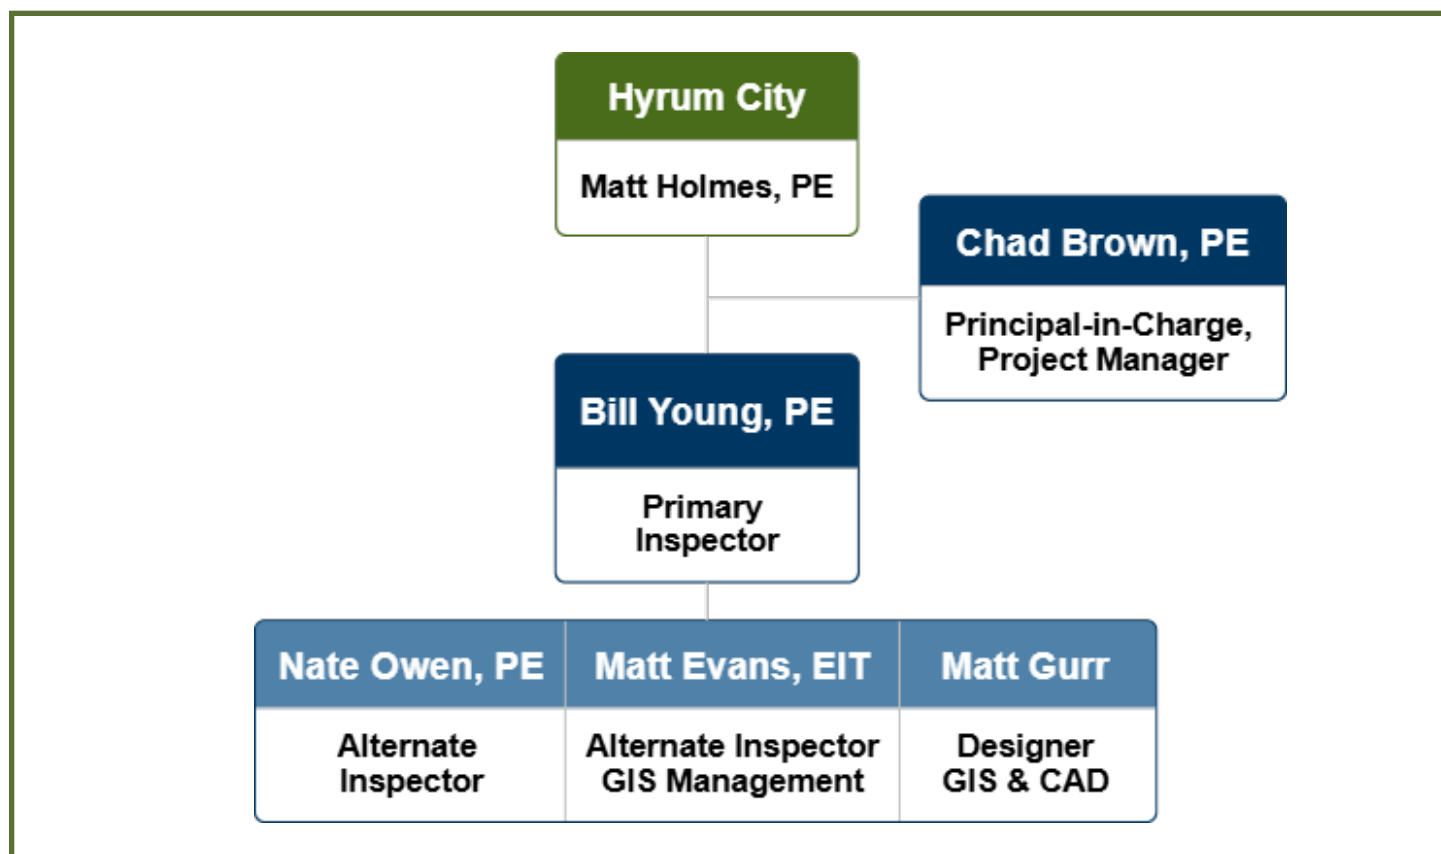 Hyrum City
Matt Holmes, PE
Chad Brown, PE
Principal-in-Charge,
Project Manager
Bill Young, PE
Primary
Inspector
Nate Owen, PE
Alternate
Inspector
Matt Evans, EIT
Alternate Inspector
GIS Management
Matt Gurr
Designer
GIS & CAD